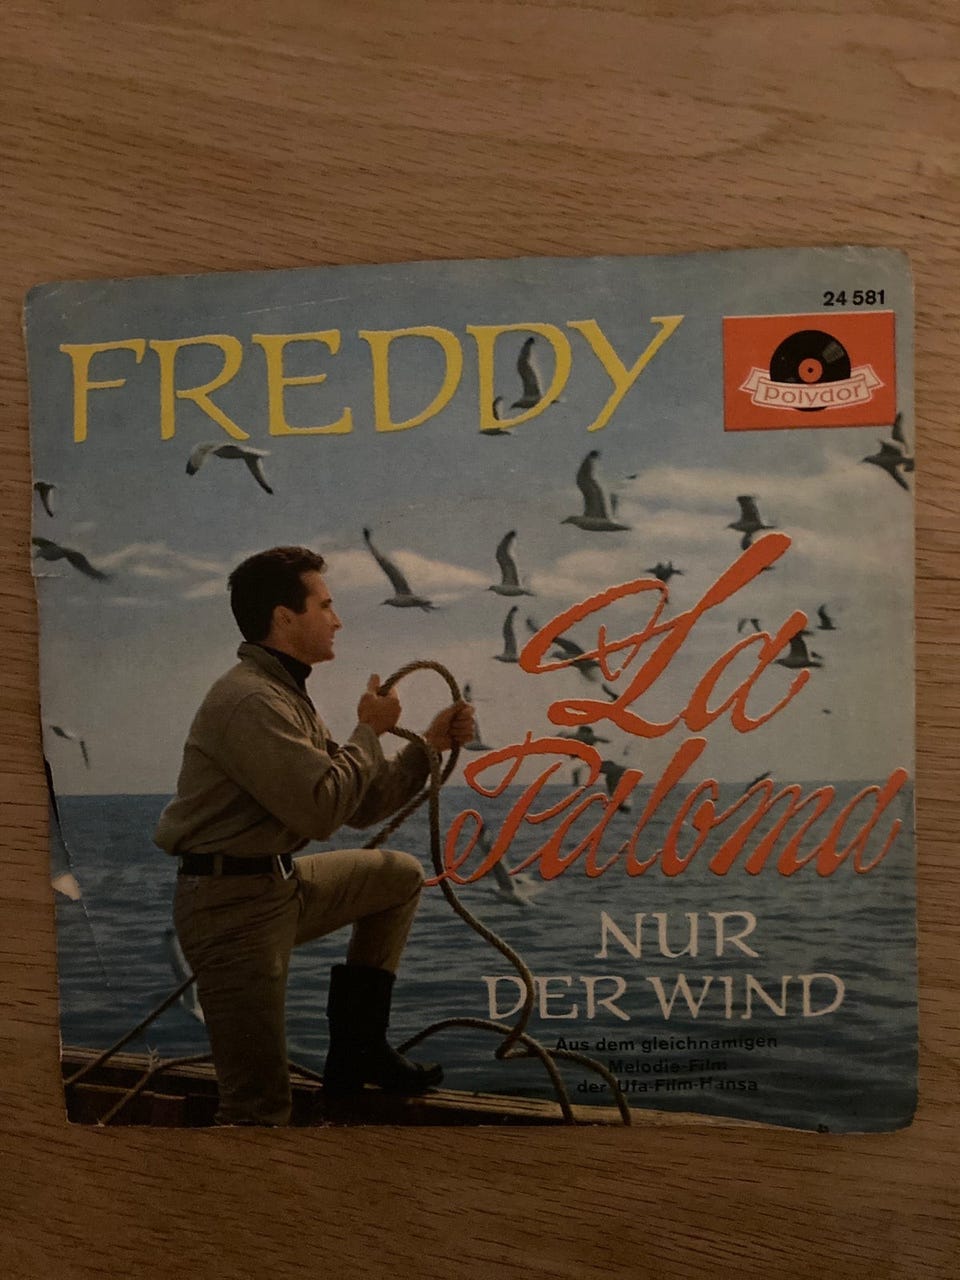 24 581
FREDDY
polydor
La
Paloma
NUR
DER WIND
Aus dem gleichnamigen
Melodie-Film
der Ufa-Film-Hansa